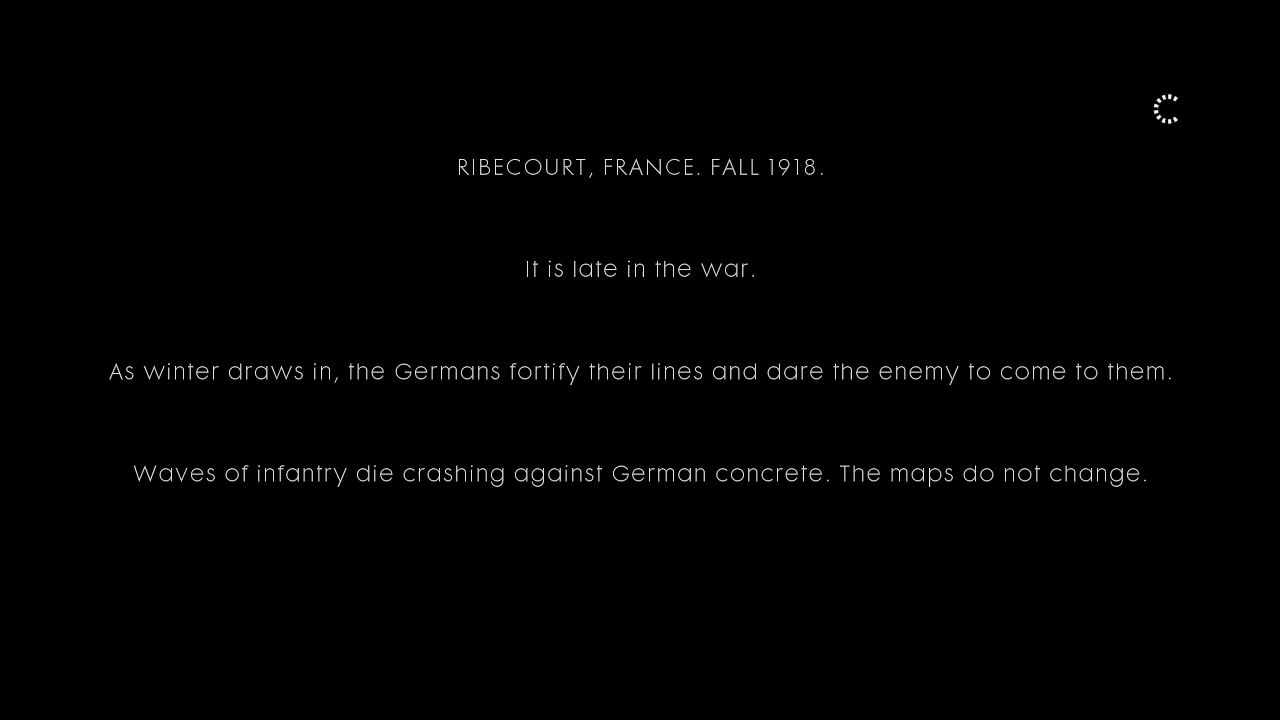 RIBECOURT, FRANCE. FALL 1918.
It is late in the war.
As winter draws in, the Germans fortify their lines and dare the enemy to come to them.
Waves of infantry die crashing against German concrete. The maps do not change.